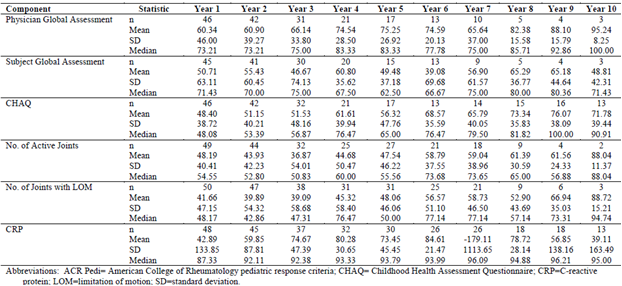 Component Statistic Year 1 Year 2 Year 3 Year 4 Year 5 Year 6 Year 7 Year 8 Year 9 Year 10
Physician Global Assessment n 46 42 31 21 17 13 10 5 4 3
Mean 60.34 60.90 66.14 74.54 75.25 74.59 65.64 82.38 88.10 95.24
SD 46.00 39.27 33.80 28.50 26.92 20.13 37.00 15.58 15.79 8.25
Median 73.21 73.21 75.00 83.33 83.33 77.78 75.00 85.71 92.86 100.00
Subject Global Assessment n 45 41 30 20 15 13 9 5 4 3
Mean 50.71 55.43 46.67 60.80 49.48 39.08 56.90 65.29 65.18 48.81
SD 63.11 60.45 74.13 35.62 37.18 69.68 61.57 36.77 44.64 42.31
Median 71.43 70.00 75.00 67.50 62.50 66.67 75.00 80.00 80.36 71.43
CHAQ n 46 42 32 21 17 13 14 15 16 13
Mean 48.40 51.15 51.53 61.61 56.32 68.57 65.79 73.34 76.07 71.78
SD 38.72 40.21 48.16 39.94 47.76 35.59 40.05 35.83 38.09 39.44
Median 48.08 53.39 56.87 76.47 65.00 76.47 79.50 81.82 100.00 90.91
No. of Active Joints n 49 44 32 25 27 21 18 9 4 2
Mean 48.19 43.93 36.87 44.68 47.54 58.79 59.04 61.39 61.56 88.04
SD 40.41 42.23 54.01 50.47 46.22 37.55 38.96 30.59 24.33 11.37
Median 54.55 52.80 50.83 60.00 55.56 73.68 73.65 65.00 56.88 88.04
No. of Joints with LOM n 50 47 38 31 31 25 21 9 6 3
Mean 41.66 39.89 39.09 45.32 48.06 56.57 58.73 52.90 66.94 88.72
SD 47.15 54.32 58.68 58.40 46.06 51.10 46.50 43.69 35.03 15.21
Median 48.17 42.86 47.31 76.47 50.00 77.14 77.14 57.14 73.31 94.74
CRP n 48 45 37 32 30 26 26 18 18 13
Mean 42.89 59.85 74.67 80.28 73.45 84.61 -179.11 78.72 56.85 39.11
SD 133.85 87.81 47.39 30.65 45.45 21.47 1113.65 28.14 138.16 163.49
Median 87.33 92.11 92.38 93.33 93.79 93.99 96.09 94.88 96.21 95.00
Abbreviations: ACR Pedi= American College of Rheumatology pediatric response criteria; CHAQ= Childhood Health Assessment Questionnaire; CRP=C-reactive
protein; LOM=limitation of motion; SD=standard deviation.